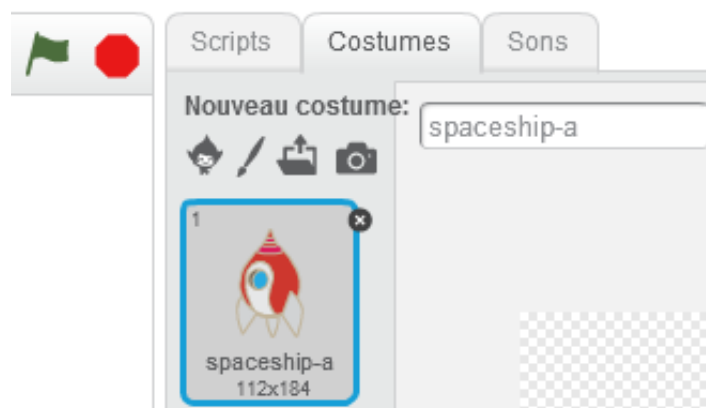 Scripts
Costumes
Sons
Nouveau costume:
spaceship-a
1
spaceship-a
112x184